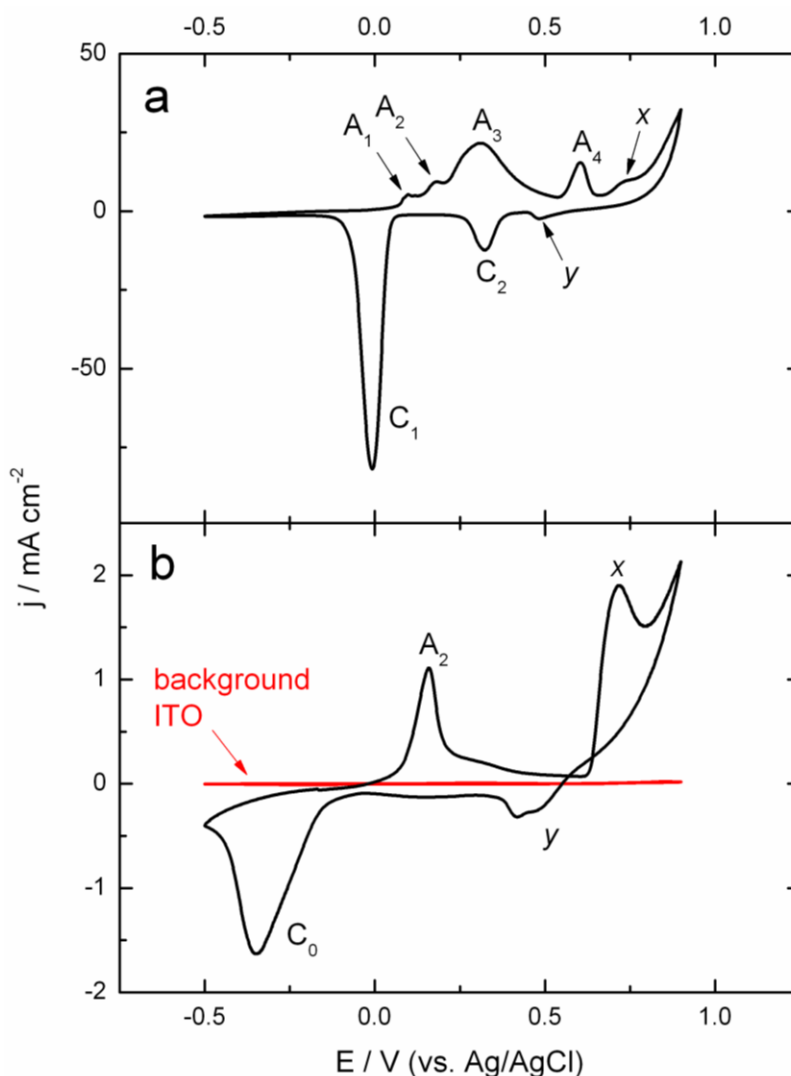 -0.5 0.0 0.5 1.0
50
a
A₁
A₂
A₃
A₄
x
0
C₂
y
-50
C₁
j / mA cm⁻²
b
2
x
A₂
1
background
ITO
0
y
-1
C₀
-2
-0.5 0.0 0.5 1.0
E / V (vs. Ag/AgCl)